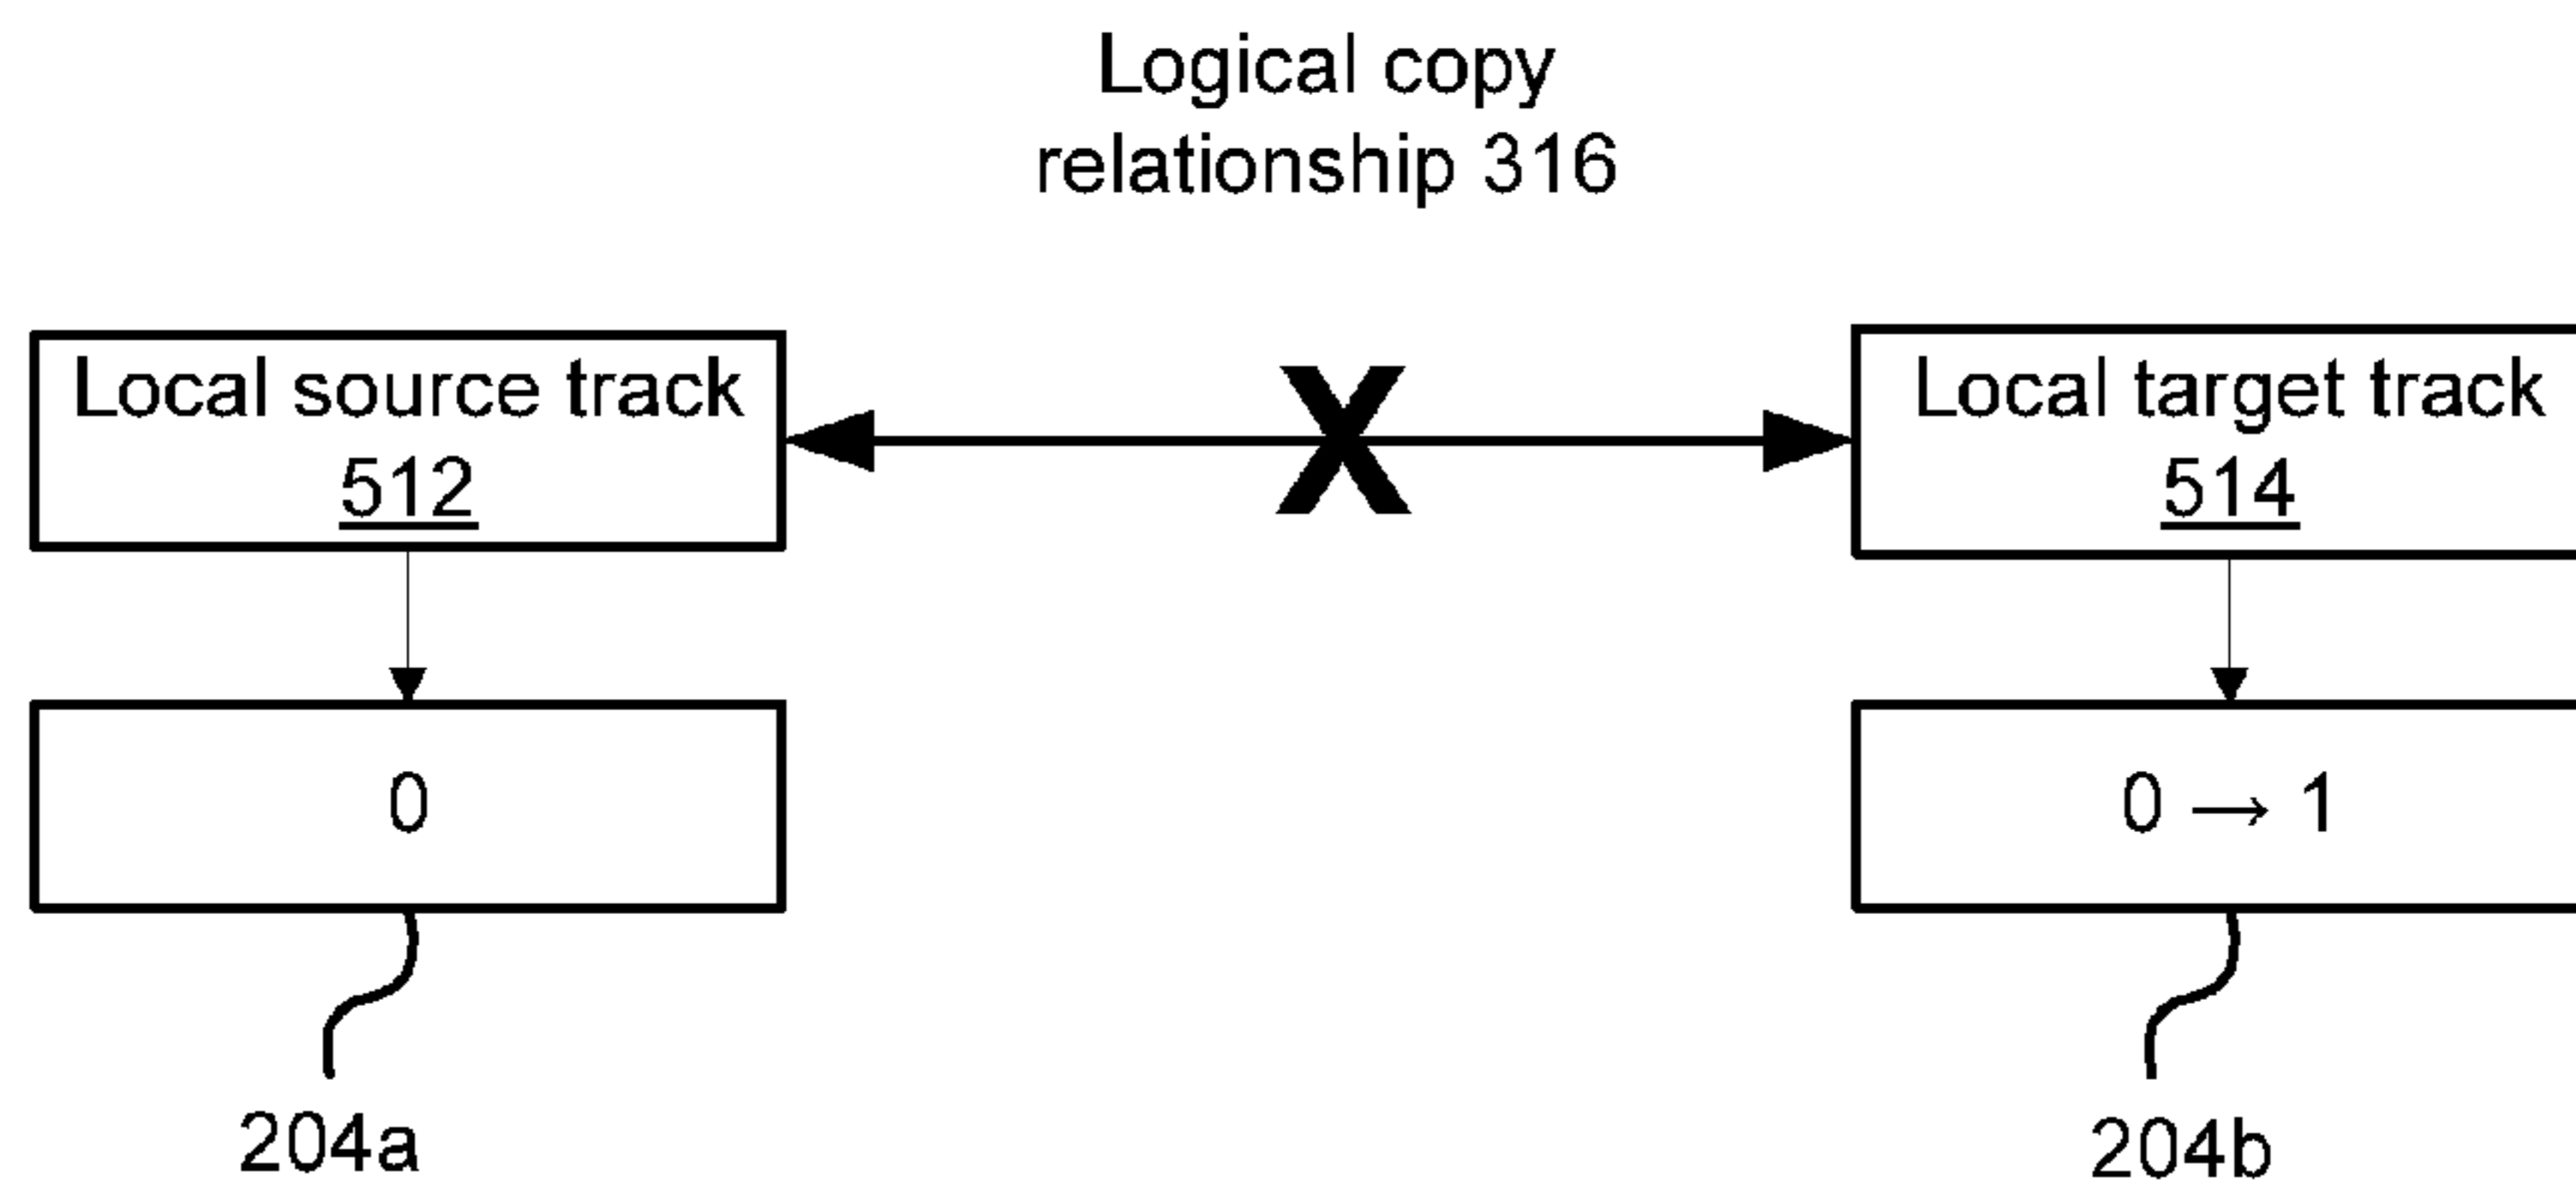 Logical copy
relationship 316
Local source track
512
Local target track
514
0
0 → 1
204a
204b